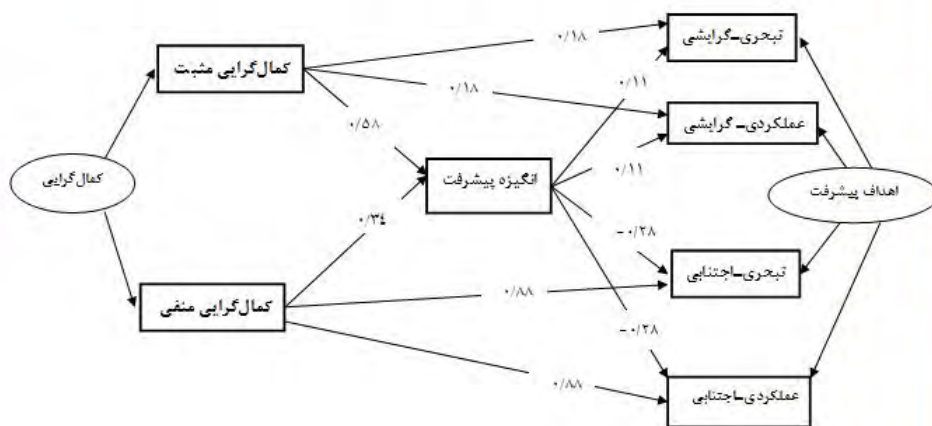 کمال‌گرایی
کمال‌گرایی مثبت
کمال‌گرایی منفی
انگیزه پیشرفت
تبحری-گرایشی
عملکردی-گرایشی
تبحری-اجتنابی
عملکردی-اجتنابی
اهداف پیشرفت
۰/۱۸
۰/۱۸
۰/۵۸
۰/۳٤
۰/۱۱
۰/۱۱
-۰/۲۸
-۰/۲۸
۰/۸۸
۰/۸۸